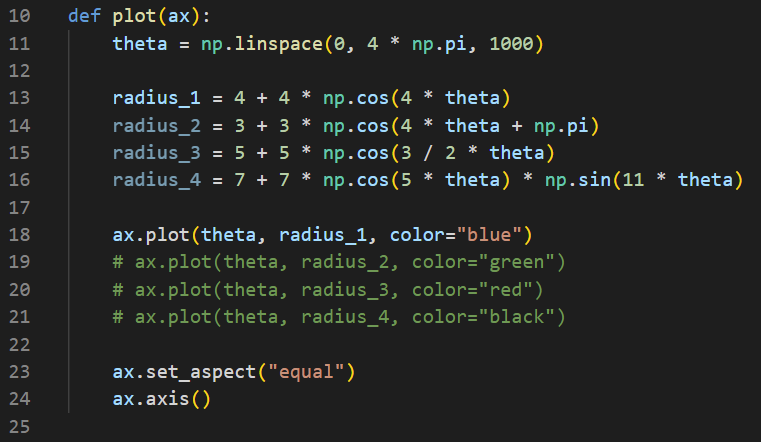 10 def plot(ax):
11     theta = np.linspace(0, 4 * np.pi, 1000)
12
13     radius_1 = 4 + 4 * np.cos(4 * theta)
14     radius_2 = 3 + 3 * np.cos(4 * theta + np.pi)
15     radius_3 = 5 + 5 * np.cos(3 / 2 * theta)
16     radius_4 = 7 + 7 * np.cos(5 * theta) * np.sin(11 * theta)
17
18     ax.plot(theta, radius_1, color="blue")
19     # ax.plot(theta, radius_2, color="green")
20     # ax.plot(theta, radius_3, color="red")
21     # ax.plot(theta, radius_4, color="black")
22
23     ax.set_aspect("equal")
24     ax.axis()
25